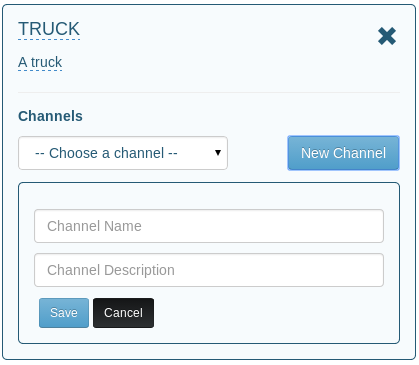 TRUCK
A truck
Channels
-- Choose a channel --
New Channel
Channel Name
Channel Description
Save
Cancel